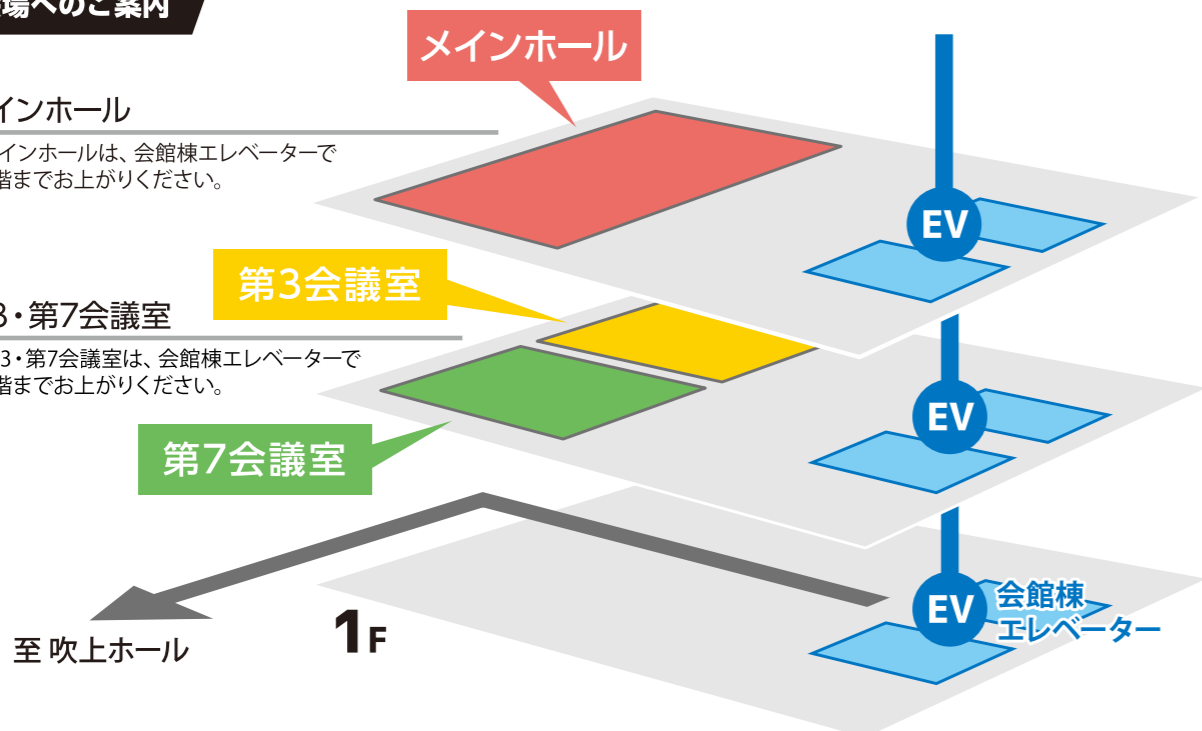 場へのご案内
メインホール
インホール
インホールは、会館棟エレベーターで
階までお上がりください。
EV
第3会議室
3・第7会議室
3・第7会議室は、会館棟エレベーターで
階までお上がりください。
EV
第7会議室
EV
会館棟
エレベーター
1F
至 吹上ホール